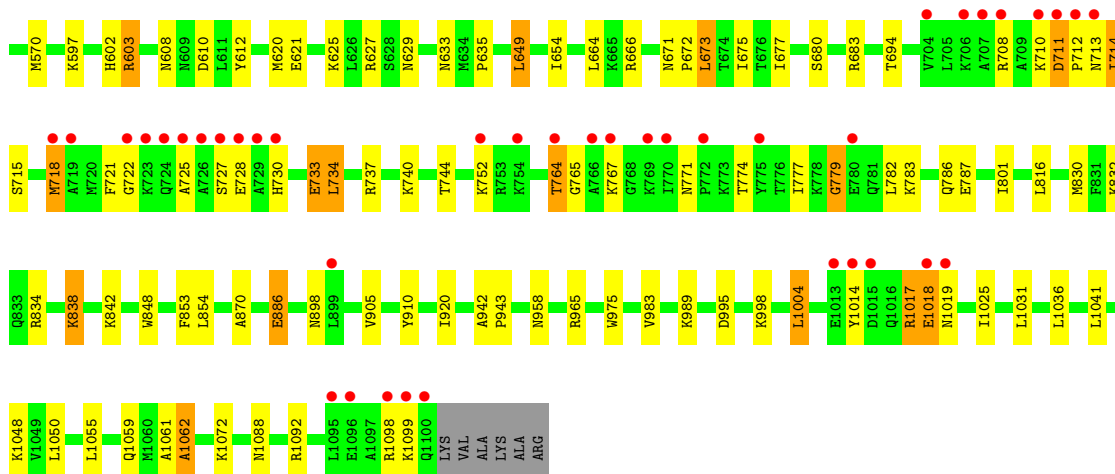 M570 K597 H602 R603 N608 N609 D610 L611 Y612 M620 E621 K625 L626 R627 S628 N629 N633 M634 P635 L649 I654 L664 K665 R666 N671 P672 L673 T674 I675 T676 I677 S680 R683 T694 V704 L705 K706 A707 R708 A709 K710 D711 P712 N713 I714
S715 M718 A719 M720 F721 G722 K723 Q724 A725 A726 S727 E728 A729 H730 E733 L734 R737 K740 T744 K752 R753 K754 T764 G765 A766 K767 G768 K769 I770 N771 P772 K773 T774 Y775 T776 I777 K778 G779 E780 Q781 L782 K783 Q786 E787 I801 L816 M830 F831 K832
Q833 R834 K838 K842 W848 F853 L854 A870 E886 N898 L899 V905 Y910 I920 A942 P943 N958 R965 W975 V983 K989 D995 K998 L1004 E1013 Y1014 D1015 Q1016 R1017 E1018 N1019 I1025 L1031 L1036 L1041
K1048 V1049 L1050 L1055 Q1059 M1060 A1061 A1062 K1072 N1088 R1092 L1095 E1096 A1097 R1098 K1099 Q1100 LYS VAL ALA LYS ALA ARG